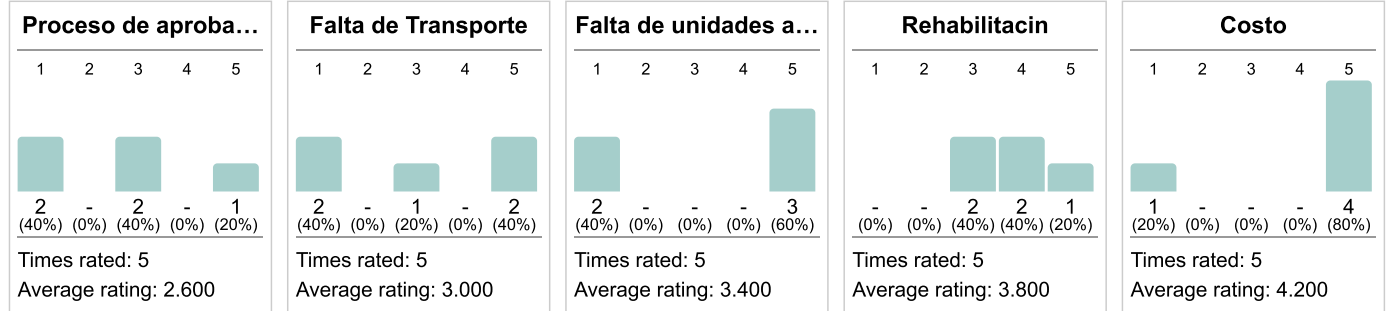 Proceso de aproba…
1 2 3 4 5
2 - 2 - 1
(40%) (0%) (40%) (0%) (20%)
Times rated: 5
Average rating: 2.600
Falta de Transporte
1 2 3 4 5
2 - 1 - 2
(40%) (0%) (20%) (0%) (40%)
Times rated: 5
Average rating: 3.000
Falta de unidades a…
1 2 3 4 5
2 - - - 3
(40%) (0%) (0%) (0%) (60%)
Times rated: 5
Average rating: 3.400
Rehabilitacin
1 2 3 4 5
- - 2 2 1
(0%) (0%) (40%) (40%) (20%)
Times rated: 5
Average rating: 3.800
Costo
1 2 3 4 5
1 - - - 4
(20%) (0%) (0%) (0%) (80%)
Times rated: 5
Average rating: 4.200